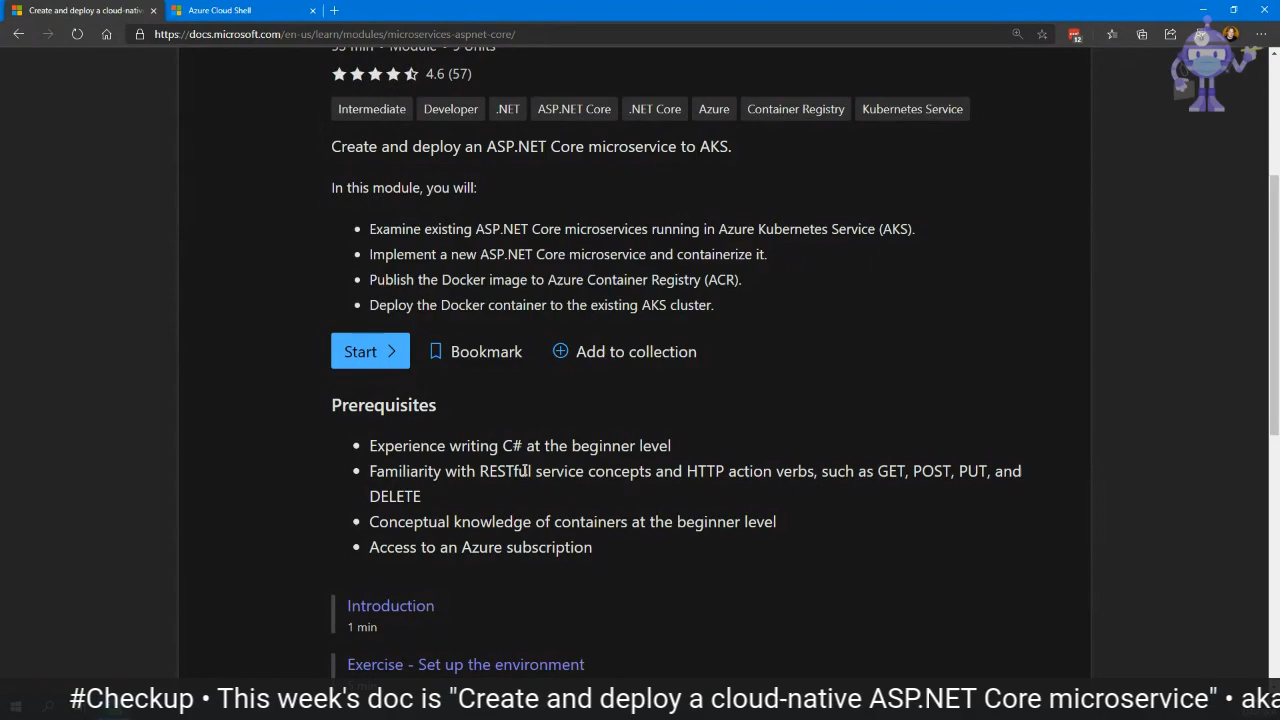 Create and deploy a cloud-nativ
Azure Cloud Shell
https://docs.microsoft.com/en-us/learn/modules/microservices-aspnet-core/
12
4.6 (57)
Intermediate
Developer
.NET
ASP.NET Core
.NET Core
Azure
Container Registry
Kubernetes Service
Create and deploy an ASP.NET Core microservice to AKS.
In this module, you will:
Examine existing ASP.NET Core microservices running in Azure Kubernetes Service (AKS).
Implement a new ASP.NET Core microservice and containerize it.
Publish the Docker image to Azure Container Registry (ACR).
Deploy the Docker container to the existing AKS cluster.
Start
Bookmark
Add to collection
Prerequisites
Experience writing C# at the beginner level
Familiarity with RESTful service concepts and HTTP action verbs, such as GET, POST, PUT, and
DELETE
Conceptual knowledge of containers at the beginner level
Access to an Azure subscription
Introduction
1 min
Exercise - Set up the environment
#Checkup • This week's doc is "Create and deploy a cloud-native ASP.NET Core microservice" • aka